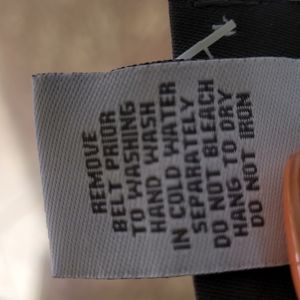 REMOVE
BELT PRIOR
TO WASHING
HAND WASH
IN COLD WATER
SEPARATELY
DO NOT BLEACH
HANG TO DRY
DO NOT IRON